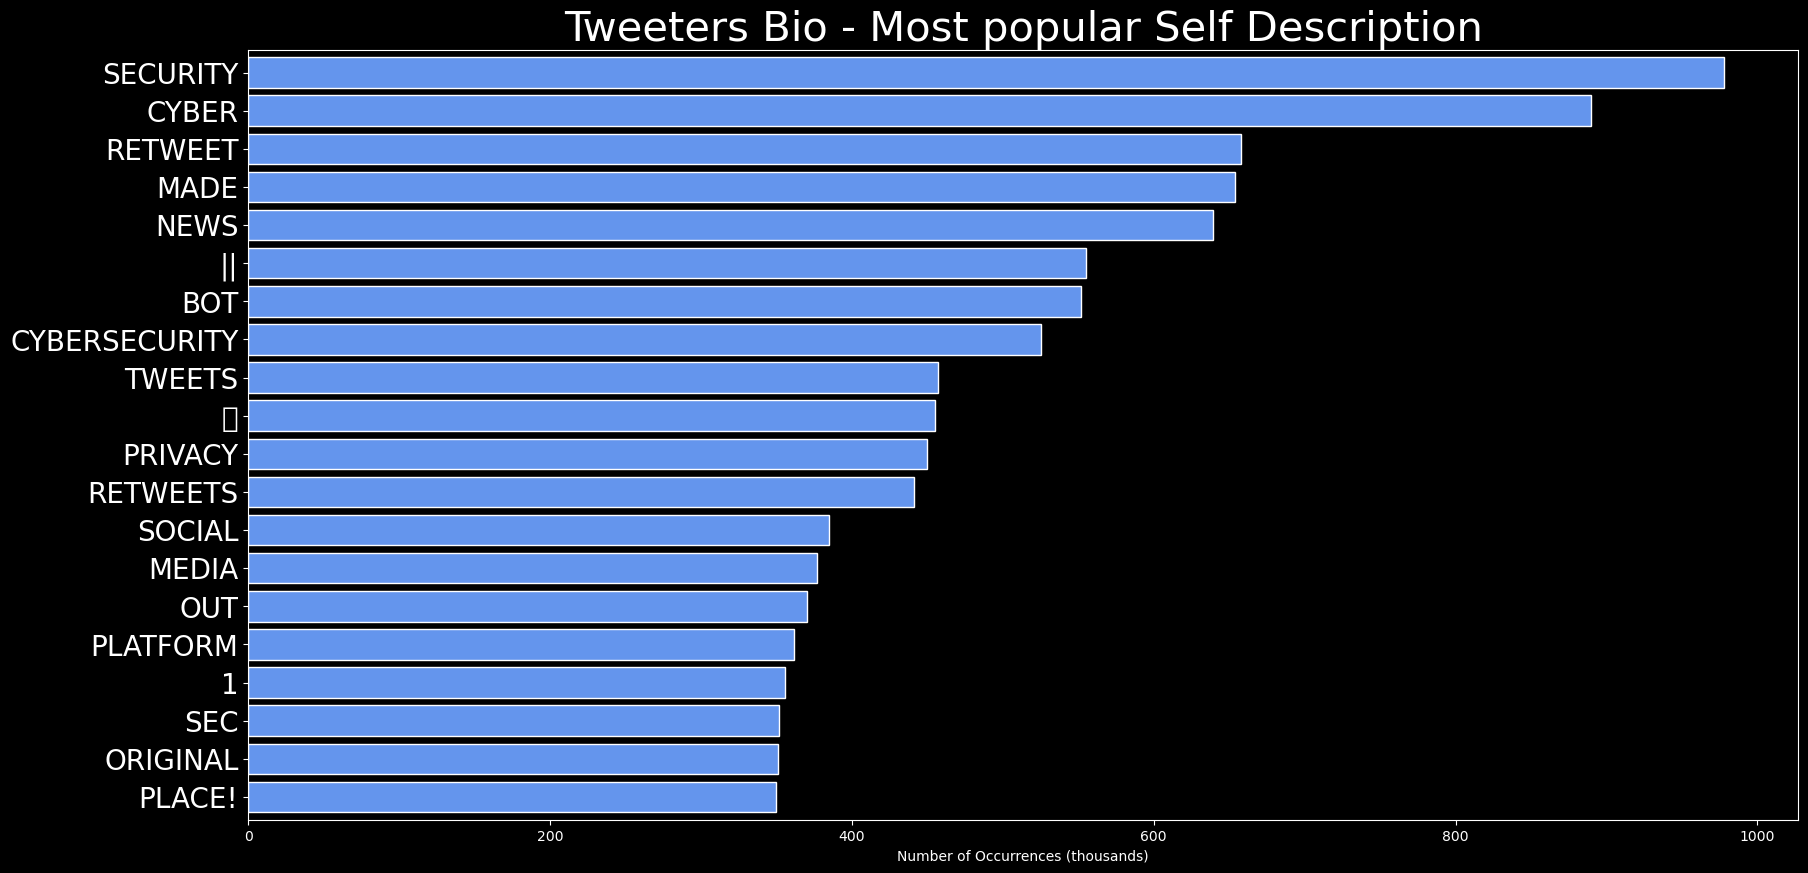 Tweeters Bio - Most popular Self Description
SECURITY
CYBER
RETWEET
MADE
NEWS
||
BOT
CYBERSECURITY
TWEETS
PRIVACY
RETWEETS
SOCIAL
MEDIA
OUT
PLATFORM
1
SEC
ORIGINAL
PLACE!
0 200 400 600 800 1000
Number of Occurrences (thousands)